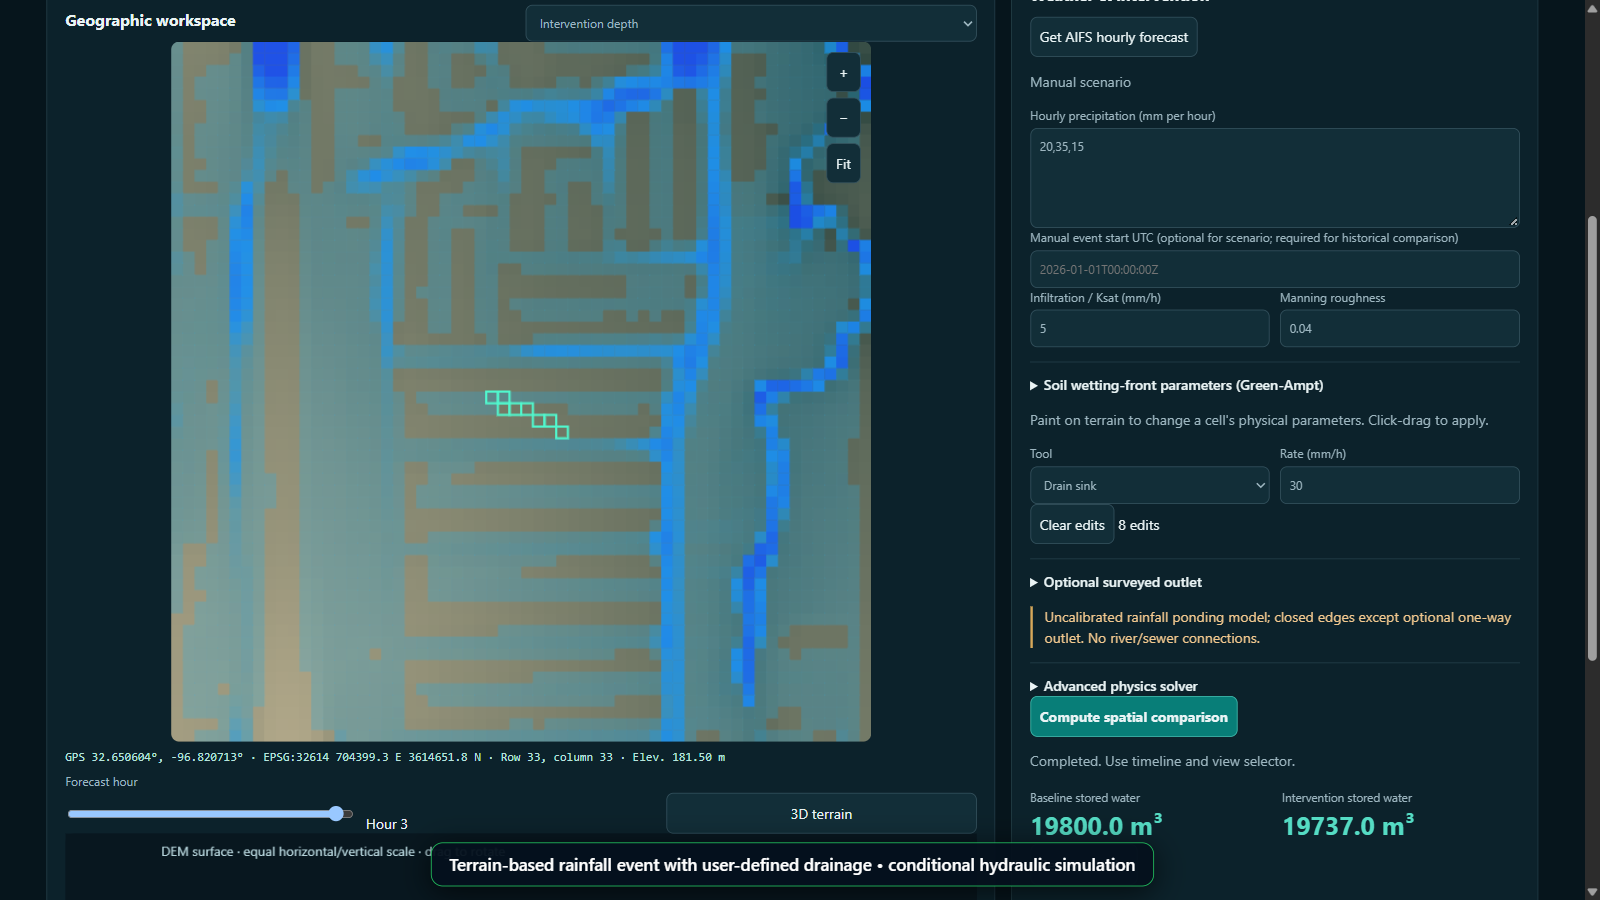 Geographic workspace
Intervention depth
+
−
Fit
GPS 32.650604°, -96.820713° · EPSG:32614 704399.3 E 3614651.8 N · Row 33, column 33 · Elev. 181.50 m
Forecast hour
Hour 3
3D terrain
DEM surface · equal horizontal/vertical scale ·
Get AIFS hourly forecast
Manual scenario
Hourly precipitation (mm per hour)
20,35,15
Manual event start UTC (optional for scenario; required for historical comparison)
2026-01-01T00:00:00Z
Infiltration / Ksat (mm/h)
Manning roughness
5
0.04
▶ Soil wetting-front parameters (Green-Ampt)
Paint on terrain to change a cell's physical parameters. Click-drag to apply.
Tool
Rate (mm/h)
Drain sink
30
Clear edits
8 edits
▶ Optional surveyed outlet
Uncalibrated rainfall ponding model; closed edges except optional one-way
outlet. No river/sewer connections.
▶ Advanced physics solver
Compute spatial comparison
Completed. Use timeline and view selector.
Baseline stored water
Intervention stored water
19800.0 m³
19737.0 m³
Terrain-based rainfall event with user-defined drainage • conditional hydraulic simulation